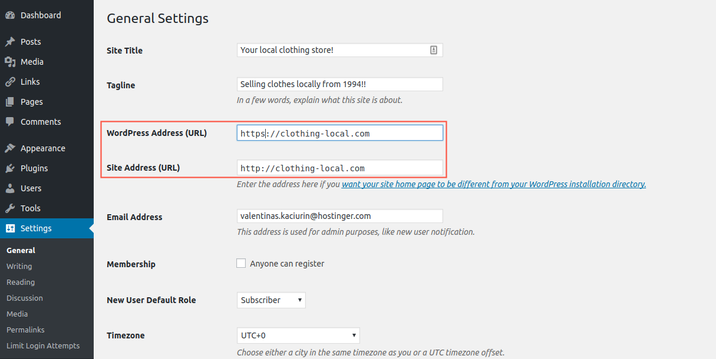 Dashboard
Posts
Media
Links
Pages
Comments
Appearance
Plugins
Users
Tools
Settings
General
Writing
Reading
Discussion
Media
Permalinks
Limit Login Attempts
General Settings
Site Title Your local clothing store!
Tagline Selling clothes locally from 1994!!
In a few words, explain what this site is about.
WordPress Address (URL) https://clothing-local.com
Site Address (URL) http://clothing-local.com
Enter the address here if you want your site home page to be different from your WordPress installation directory.
Email Address valentinas.kaciurin@hostinger.com
This address is used for admin purposes, like new user notification.
Membership Anyone can register
New User Default Role Subscriber
Timezone UTC+0
Choose either a city in the same timezone as you or a UTC timezone offset.